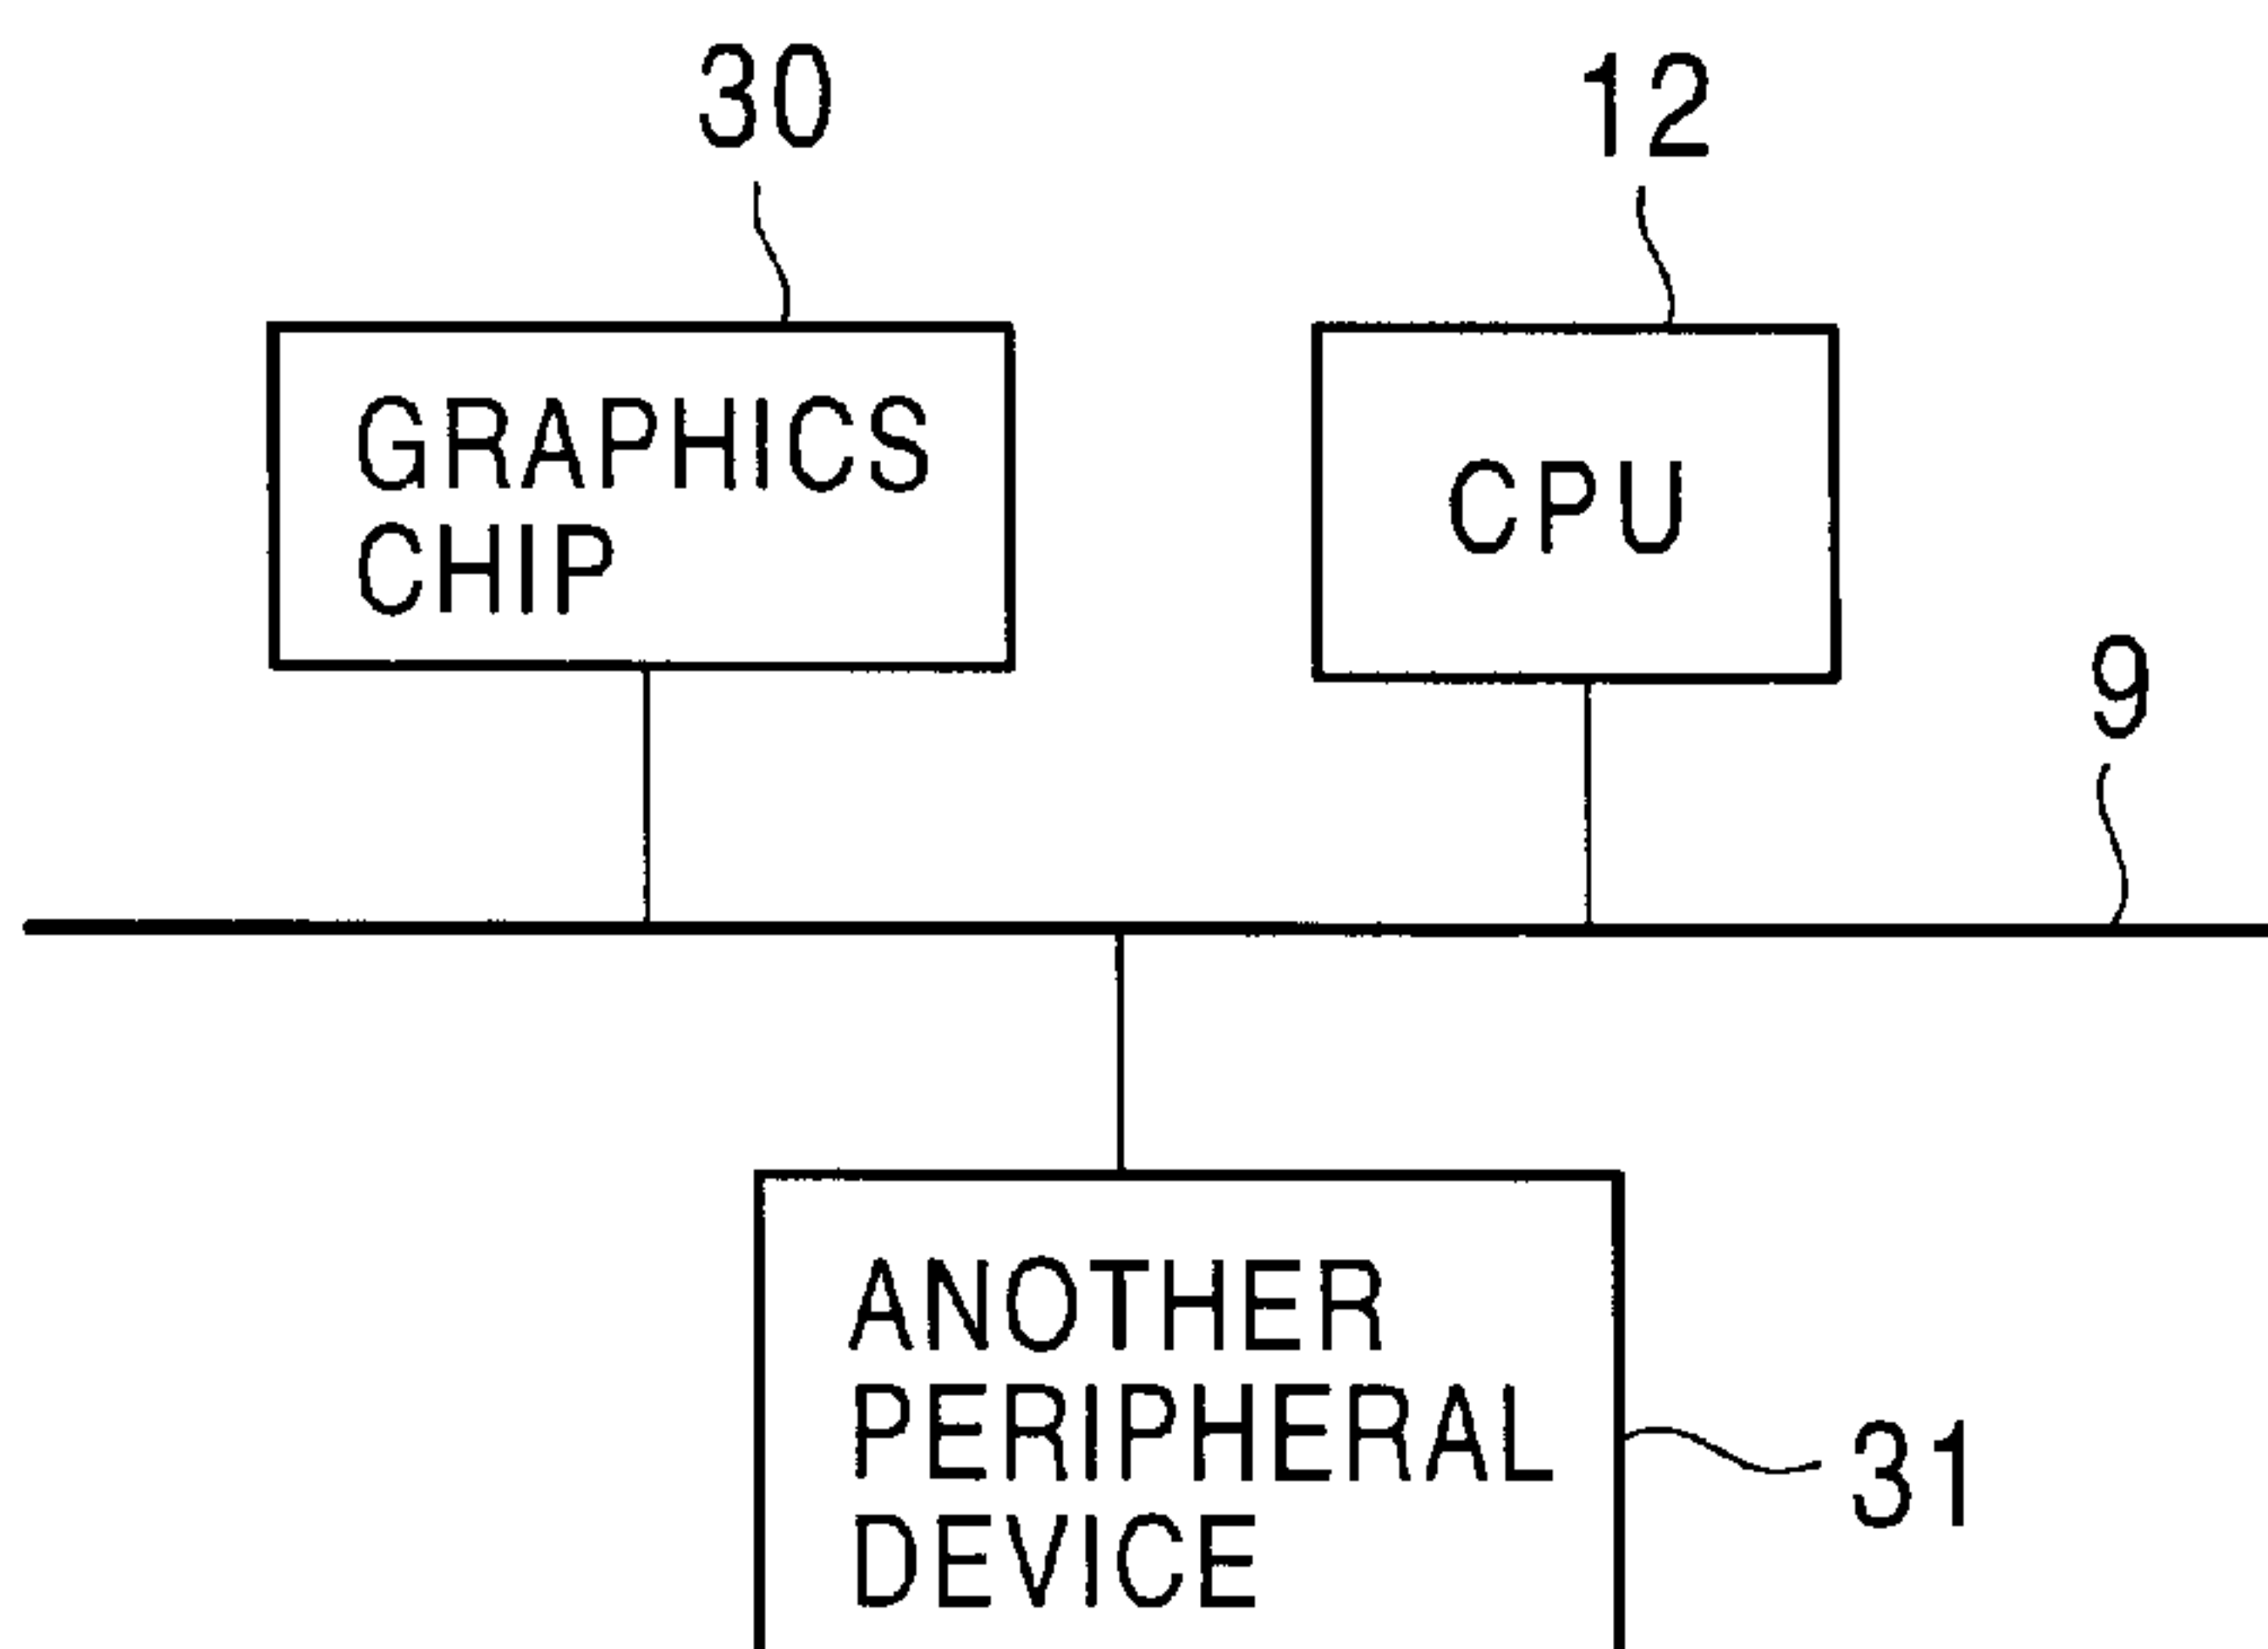 30
12
GRAPHICS
CHIP
CPU
9
ANOTHER
PERIPHERAL
DEVICE
31